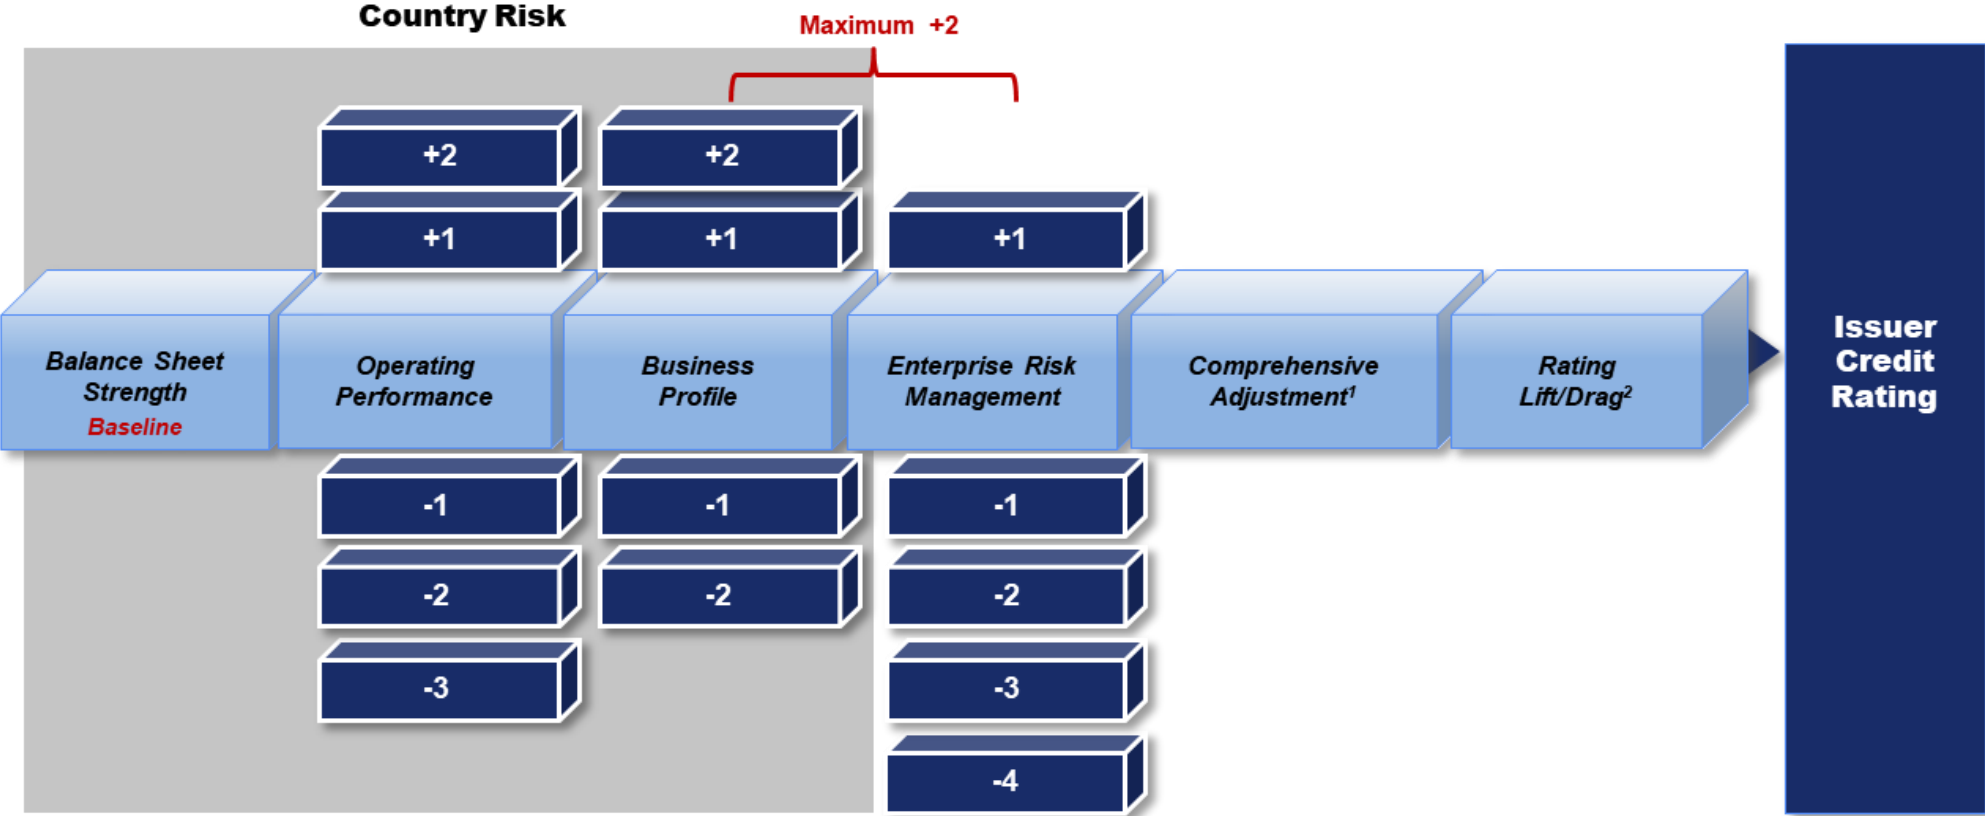 Country Risk
Maximum +2
+2
+2
+1
+1
+1
Balance Sheet
Strength
Baseline
Operating
Performance
Business
Profile
Enterprise Risk
Management
Comprehensive
Adjustment¹
Rating
Lift/Drag²
Issuer
Credit
Rating
-1
-1
-1
-2
-2
-2
-3
-3
-4